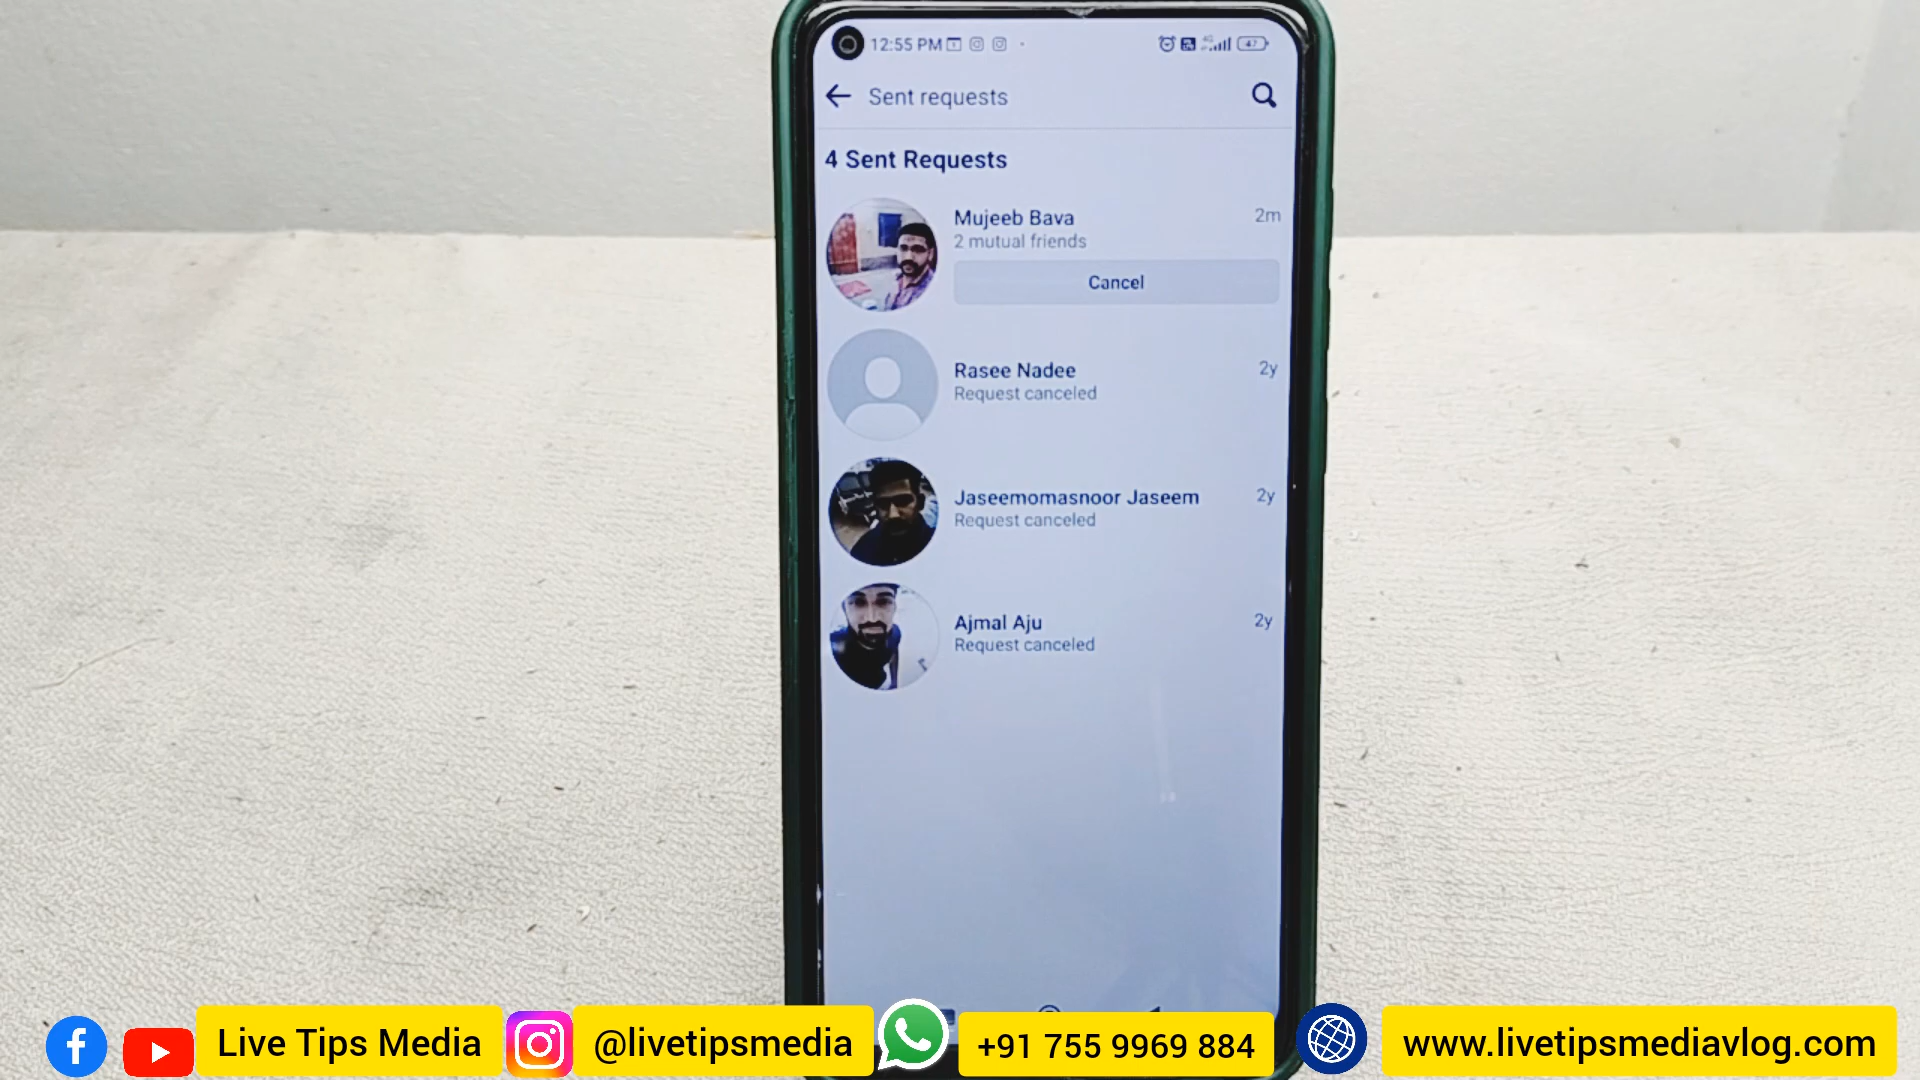 12:55 PM
47
Sent requests
4 Sent Requests
Mujeeb Bava
2m
2 mutual friends
Cancel
Rasee Nadee
2y
Request canceled
Jaseemomasnoor Jaseem
2y
Request canceled
Ajmal Aju
2y
Request canceled
Live Tips Media
@livetipsmedia
+91 755 9969 884
www.livetipsmediavlog.com